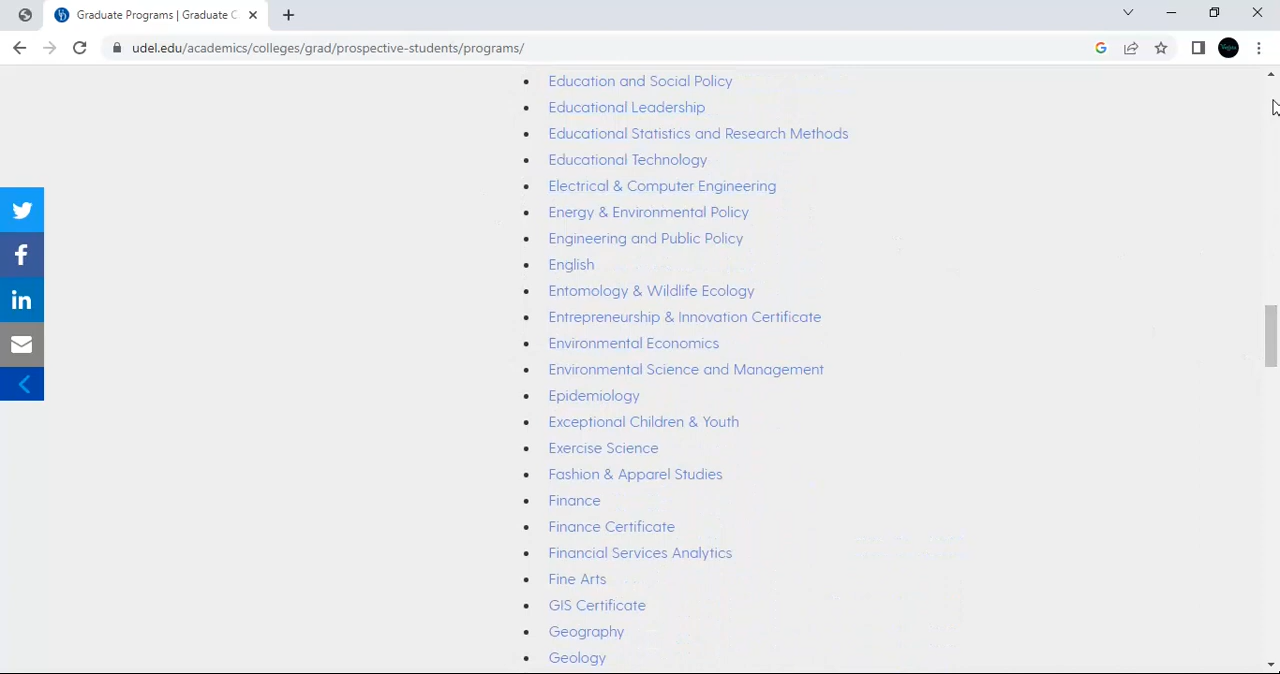 Graduate Programs | Graduate C
udel.edu/academics/colleges/grad/prospective-students/programs/
Education and Social Policy
Educational Leadership
Educational Statistics and Research Methods
Educational Technology
Electrical & Computer Engineering
Energy & Environmental Policy
Engineering and Public Policy
English
Entomology & Wildlife Ecology
Entrepreneurship & Innovation Certificate
Environmental Economics
Environmental Science and Management
Epidemiology
Exceptional Children & Youth
Exercise Science
Fashion & Apparel Studies
Finance
Finance Certificate
Financial Services Analytics
Fine Arts
GIS Certificate
Geography
Geology